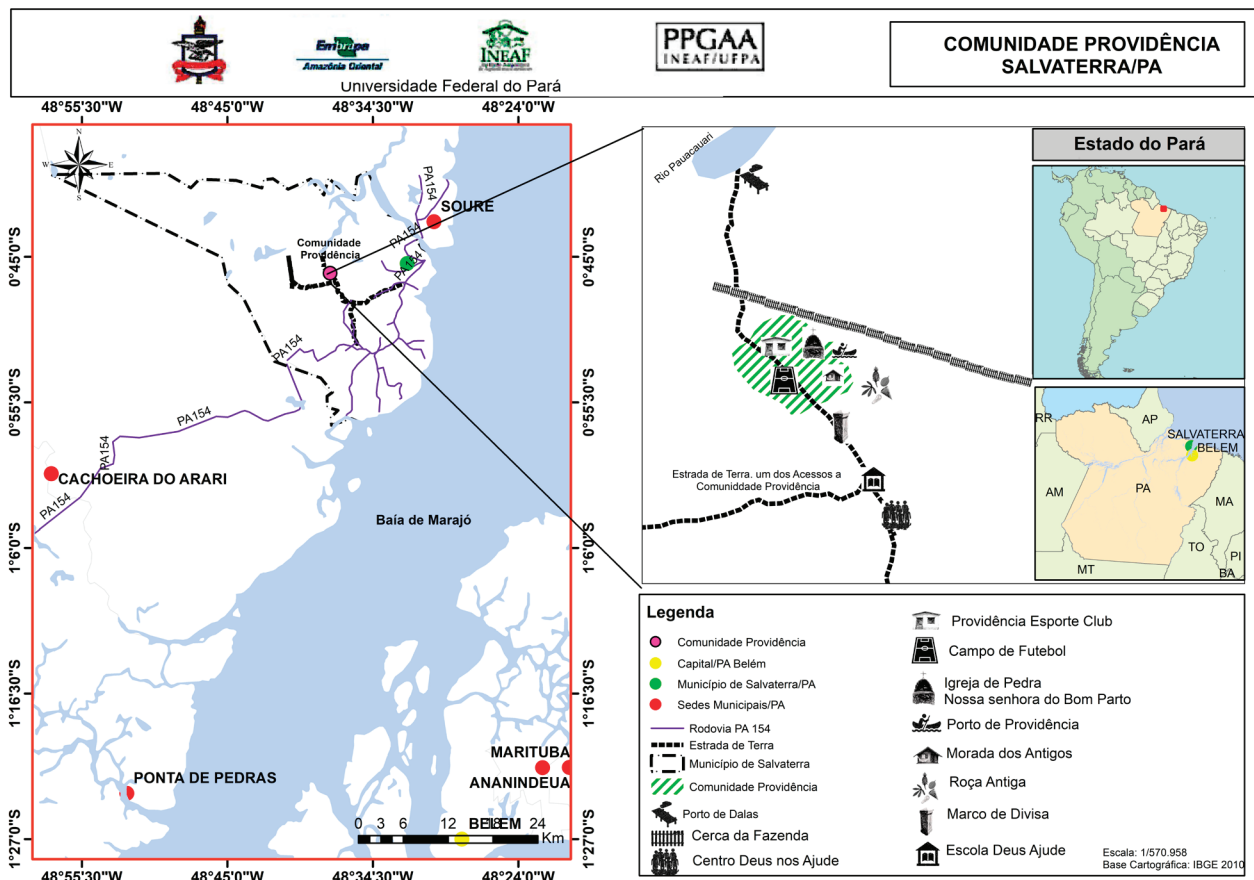 Embrapa
Amazônia Oriental
INEAF
PPGAA
INEAF/UFPA
Universidade Federal do Pará
COMUNIDADE PROVIDÊNCIA
SALVATERRA/PA
48°55'30"W
48°45'0"W
48°34'30"W
48°24'0"W
N
W
E
S
0°45'0"S
0°55'30"S
1°6'0"S
1°16'30"S
1°27'0"S
PA154
SOURE
PA154
Comunidade
Providência
PA154
PA154
PA154
PA154
CACHOEIRA DO ARARI
PA154
Baía de Marajó
PONTA DE PEDRAS
MARITUBA
ANANINDEUA
BELEM
0 3 6 12 18 24
Km
0°45'0"S
0°55'30"S
1°6'0"S
1°16'30"S
1°27'0"S
48°55'30"W
48°45'0"W
48°34'30"W
48°24'0"W
Rio Pauacauari
Estrada de Terra. um dos Acessos a
Comuniddade Providência
Estado do Pará
RR
AP
SALVATERRA
BELEM
AM
PA
MA
TO
PI
MT
BA
Legenda
Comunidade Providência
Capital/PA Belém
Município de Salvaterra/PA
Sedes Municipais/PA
Rodovia PA 154
Estrada de Terra
Município de Salvaterra
Comunidade Providência
Porto de Dalas
Cerca da Fazenda
Centro Deus nos Ajude
Providência Esporte Club
Campo de Futebol
Igreja de Pedra
Nossa senhora do Bom Parto
Porto de Providência
Morada dos Antigos
Roça Antiga
Marco de Divisa
Escola Deus Ajude
Escala: 1/570.958
Base Cartográfica: IBGE 2010